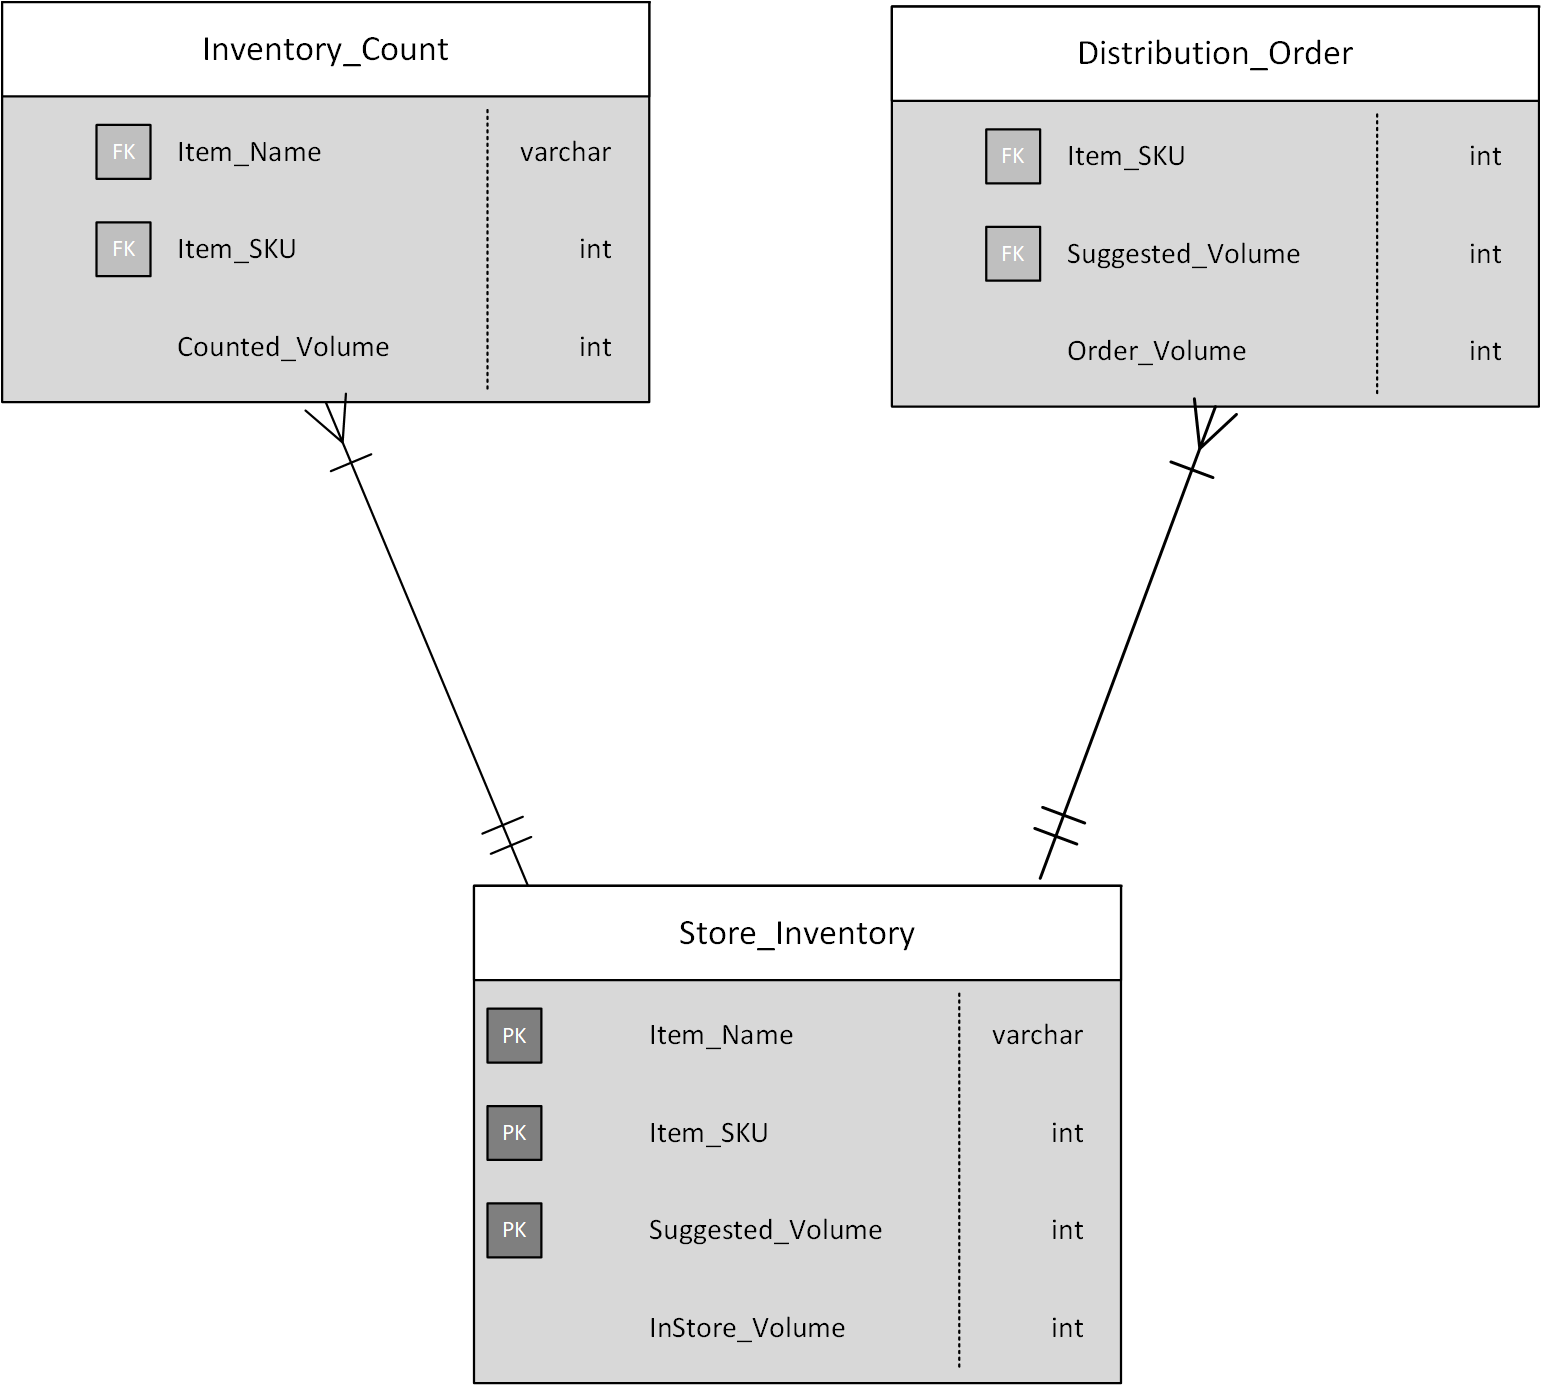 Inventory_Count
FK Item_Name varchar
FK Item_SKU int
Counted_Volume int
Distribution_Order
FK Item_SKU int
FK Suggested_Volume int
Order_Volume int
Store_Inventory
PK Item_Name varchar
PK Item_SKU int
PK Suggested_Volume int
InStore_Volume int